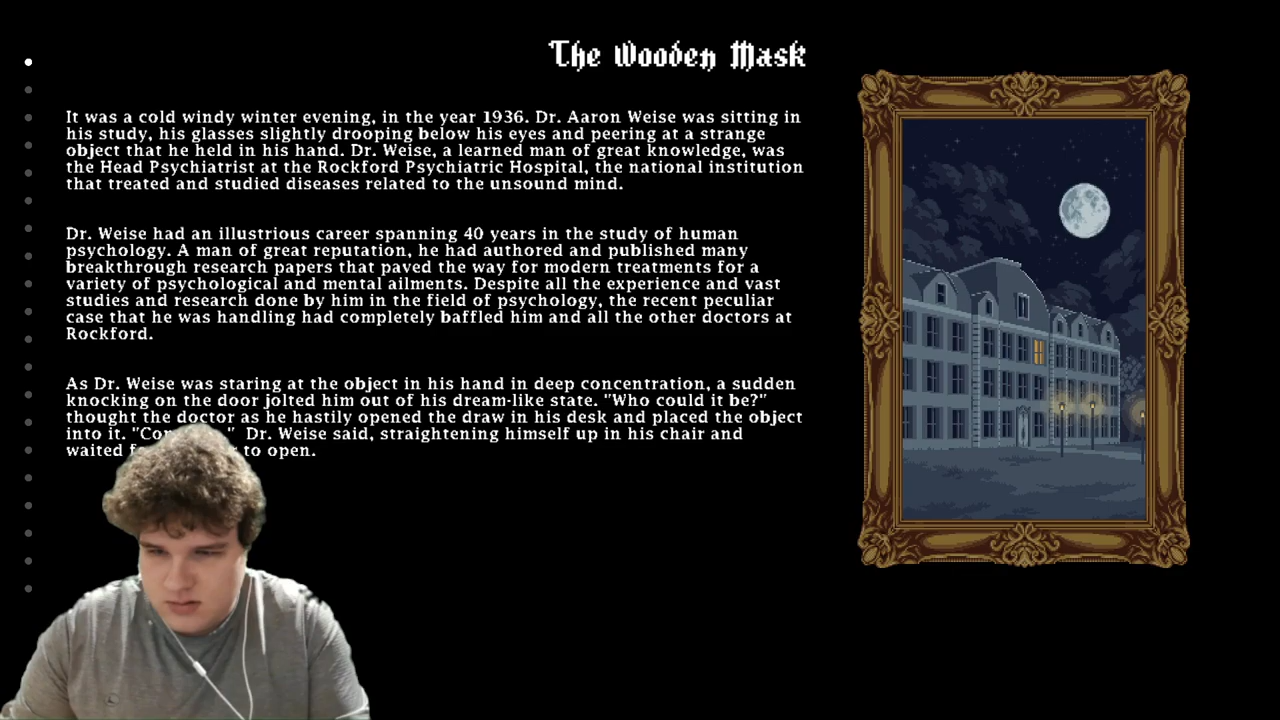 The Wooden Mask
It was a cold windy winter evening, in the year 1936. Dr. Aaron Weise was sitting in
his study, his glasses slightly drooping below his eyes and peering at a strange
object that he held in his hand. Dr. Weise, a learned man of great knowledge, was
the Head Psychiatrist at the Rockford Psychiatric Hospital, the national institution
that treated and studied diseases related to the unsound mind.
Dr. Weise had an illustrious career spanning 40 years in the study of human
psychology. A man of great reputation, he had authored and published many
breakthrough research papers that paved the way for modern treatments for a
variety of psychological and mental ailments. Despite all the experience and vast
studies and research done by him in the field of psychology, the recent peculiar
case that he was handling had completely baffled him and all the other doctors at
Rockford.
As Dr. Weise was staring at the object in his hand in deep concentration, a sudden
knocking on the door jolted him out of his dream-like state. "Who could it be?"
thought the doctor as he hastily opened the draw in his desk and placed the object
into it. " Dr. Weise said, straightening himself up in his chair and
waited to open.